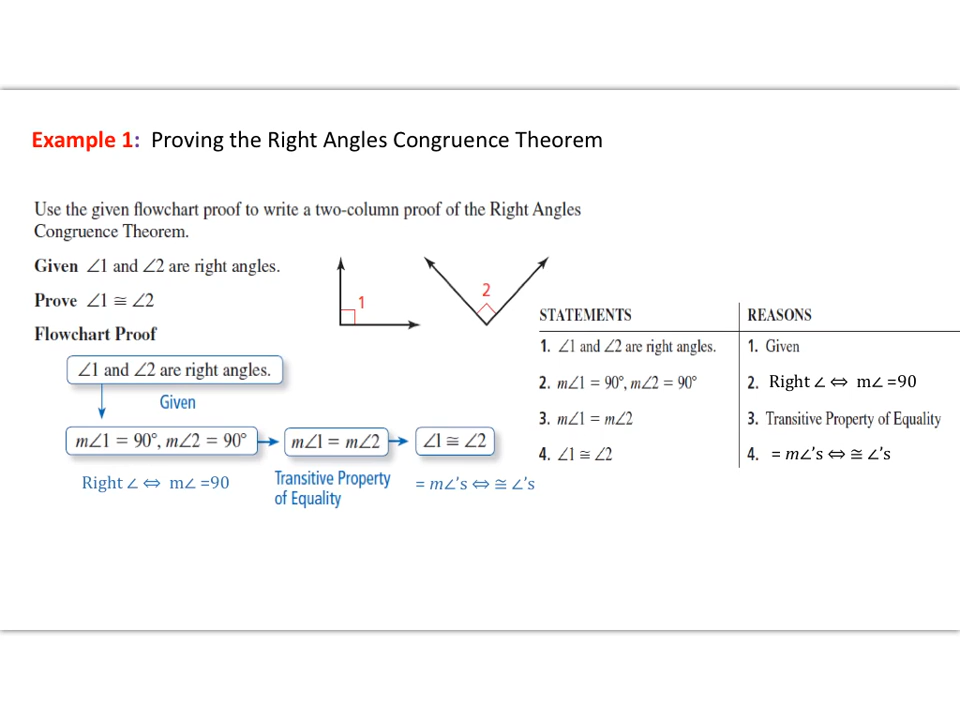 Example 1: Proving the Right Angles Congruence Theorem
Use the given flowchart proof to write a two-column proof of the Right Angles
Congruence Theorem.
Given ∠1 and ∠2 are right angles.
Prove ∠1 ≅ ∠2
Flowchart Proof
1
2
∠1 and ∠2 are right angles.
Given
m∠1 = 90°, m∠2 = 90°
m∠1 = m∠2
∠1 ≅ ∠2
Right ∠ ⇔ m∠ =90
Transitive Property
of Equality
= m∠'s ⇔ ≅ ∠'s
STATEMENTS REASONS
1. ∠1 and ∠2 are right angles. 1. Given
2. m∠1 = 90°, m∠2 = 90° 2. Right ∠ ⇔ m∠ =90
3. m∠1 = m∠2 3. Transitive Property of Equality
4. ∠1 ≅ ∠2 4. = m∠'s ⇔ ≅ ∠'s